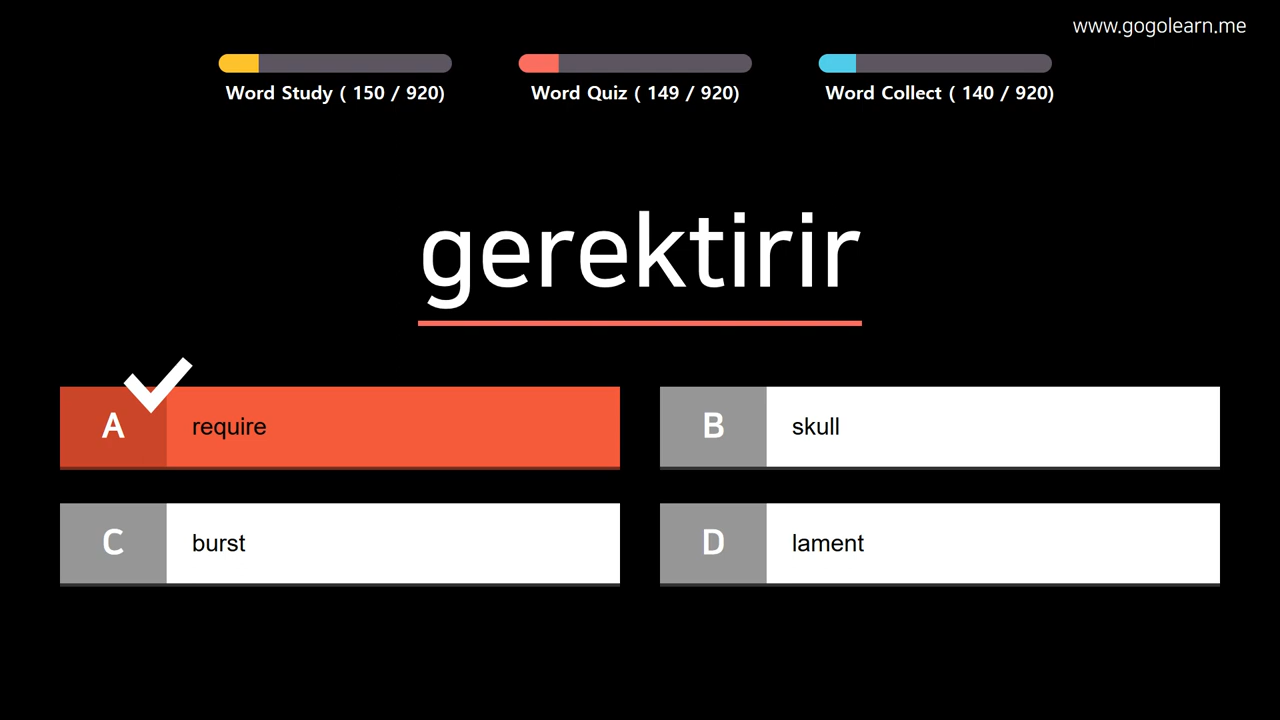 www.gogolearn.me
Word Study ( 150 / 920)
Word Quiz ( 149 / 920)
Word Collect ( 140 / 920)
gerektirir
A require
B skull
C burst
D lament